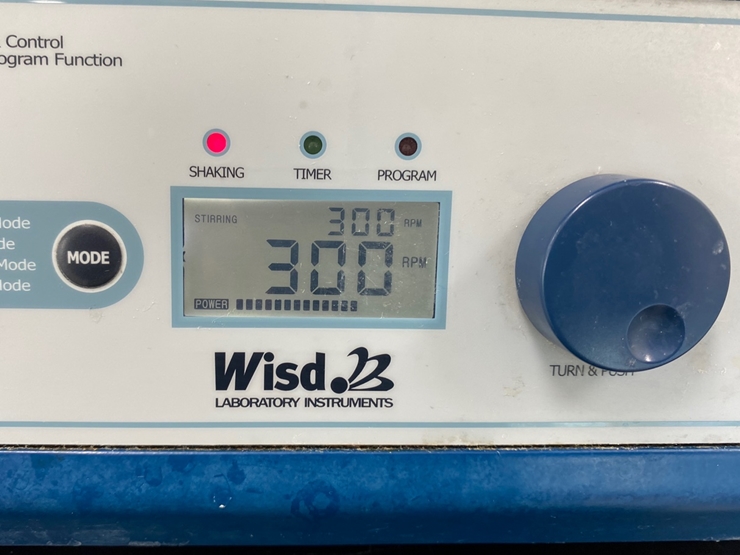 Control
ogram Function
SHAKING
TIMER
PROGRAM
STIRRING
300 RPM
300 RPM
POWER
ode
de
Mode
ode
MODE
TURN & PUSH
Wisd
LABORATORY INSTRUMENTS